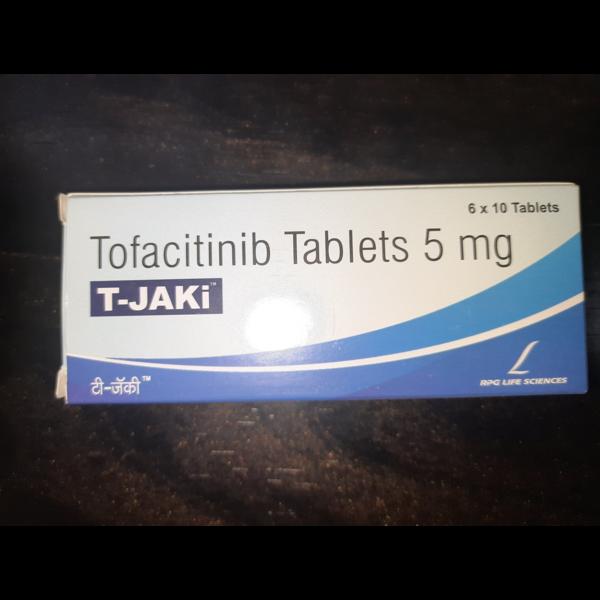 6 x 10 Tablets
Tofacitinib Tablets 5 mg
T-JAKi™
टी-जॅकी™
RPG LIFE SCIENCES